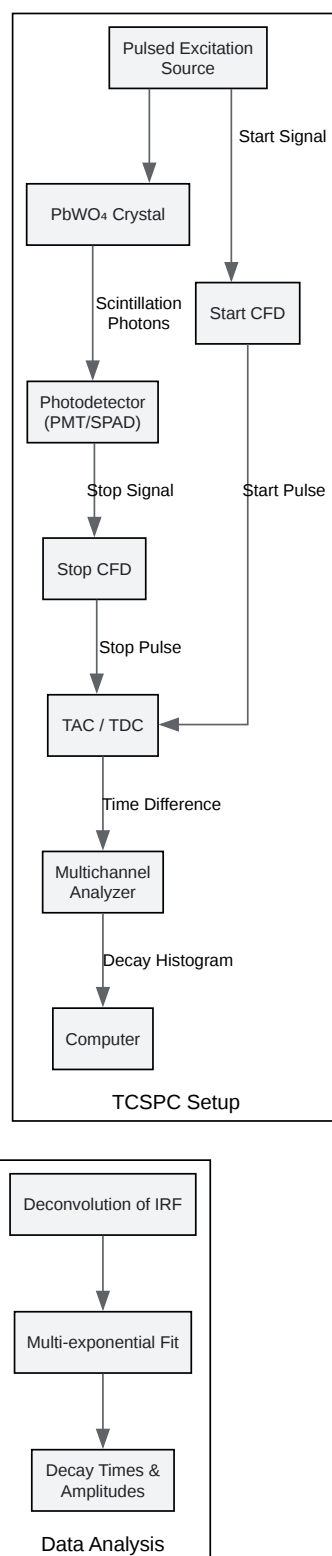 Pulsed Excitation
Source
Start Signal
PbWO₄ Crystal
Scintillation
Photons
Start CFD
Photodetector
(PMT/SPAD)
Stop Signal
Start Pulse
Stop CFD
Stop Pulse
TAC / TDC
Time Difference
Multichannel
Analyzer
Decay Histogram
Computer
TCSPC Setup
Deconvolution of IRF
Multi-exponential Fit
Decay Times &
Amplitudes
Data Analysis